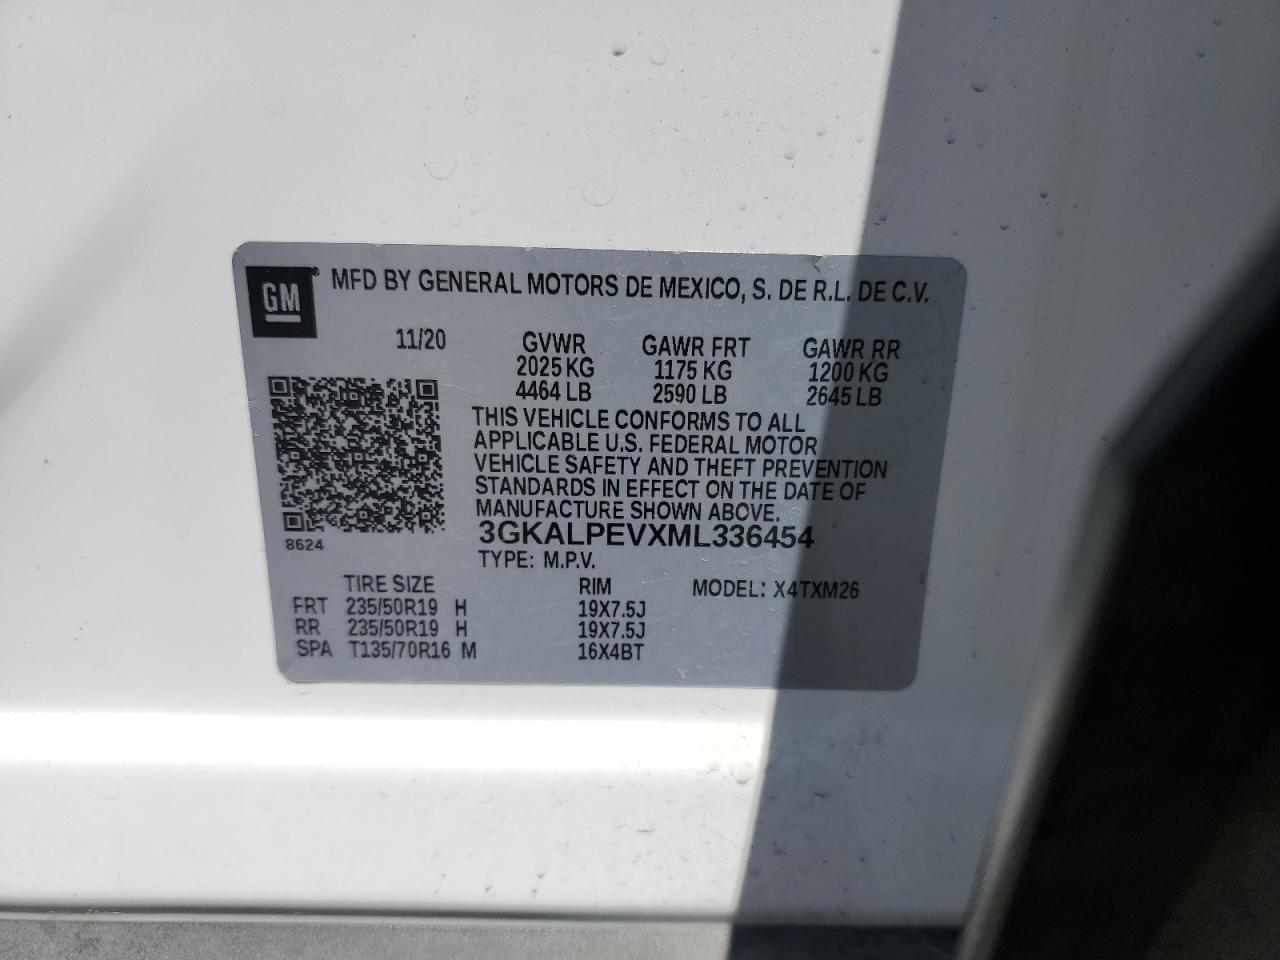 GM® MFD BY GENERAL MOTORS DE MEXICO, S. DE R.L. DE C.V.
11/20 GVWR GAWR FRT GAWR RR
2025 KG 1175 KG 1200 KG
4464 LB 2590 LB 2645 LB
THIS VEHICLE CONFORMS TO ALL
APPLICABLE U.S. FEDERAL MOTOR
VEHICLE SAFETY AND THEFT PREVENTION
STANDARDS IN EFFECT ON THE DATE OF
MANUFACTURE SHOWN ABOVE.
8624 3GKALPEVXML336454
TYPE: M.P.V.
TIRE SIZE RIM MODEL: X4TXM26
FRT 235/50R19 H 19X7.5J
RR 235/50R19 H 19X7.5J
SPA T135/70R16 M 16X4BT